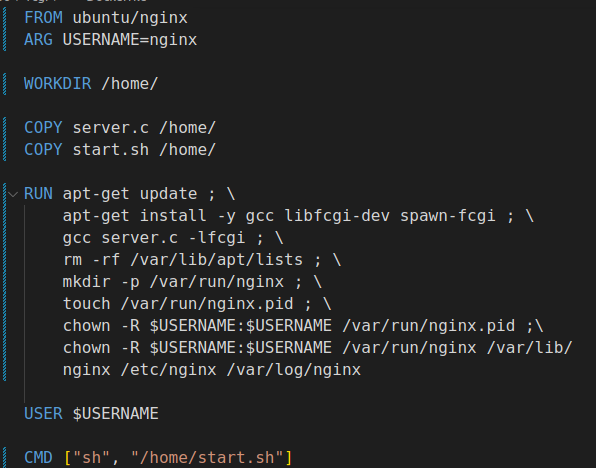 FROM ubuntu/nginx
ARG USERNAME=nginx
WORKDIR /home/
COPY server.c /home/
COPY start.sh /home/
RUN apt-get update ; \
apt-get install -y gcc libfcgi-dev spawn-fcgi ; \
gcc server.c -lfcgi ; \
rm -rf /var/lib/apt/lists ; \
mkdir -p /var/run/nginx ; \
touch /var/run/nginx.pid ; \
chown -R $USERNAME:$USERNAME /var/run/nginx.pid ;\
chown -R $USERNAME:$USERNAME /var/run/nginx /var/lib/
nginx /etc/nginx /var/log/nginx
USER $USERNAME
CMD ["sh", "/home/start.sh"]